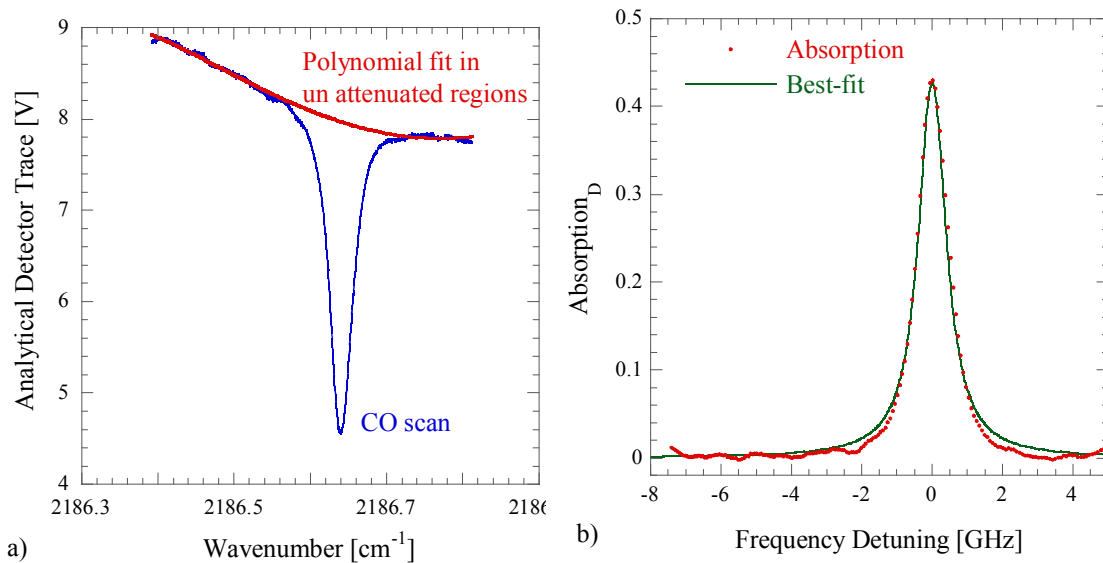 9
8
7
6
5
4
Analytical Detector Trace [V]
Polynomial fit in
un attenuated regions
CO scan
2186.3
2186.5
2186.7
Wavenumber [cm⁻¹]
a)
0.5
0.4
0.3
0.2
0.1
0
Absorption_D
Absorption
Best-fit
-8
-6
-4
-2
0
2
4
Frequency Detuning [GHz]
b)